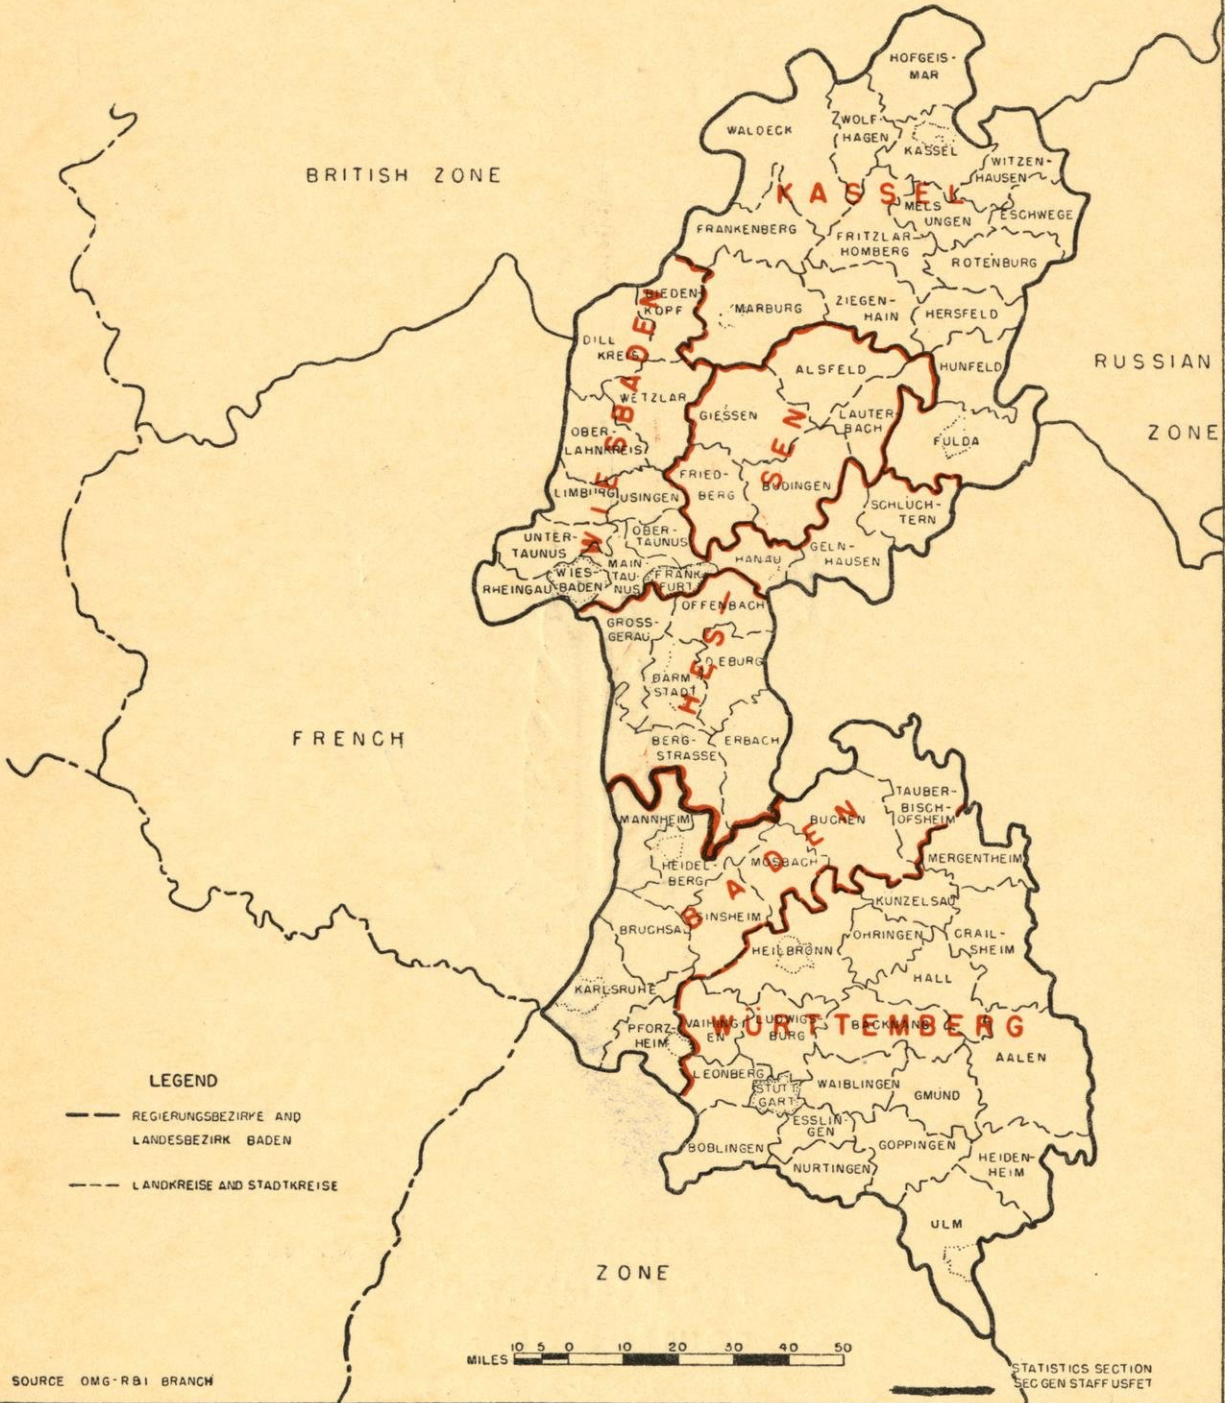 HOFGEIS-
MAR
WALDECK
WOLF-
HAGEN
KASSEL
WITZEN-
HAUSEN
BRITISH ZONE
KASSEL
MELS
UNGEN
ESCHWEGE
FRANKENBERG
FRITZLAR-
HOMBERG
ROTENBURG
BIEDEN-
KOPF
MARBURG
ZIEGEN-
HAIN
HERSFELD
DILL
KREIS
WIESBADEN
ALSFELD
HUNFELD
RUSSIAN
ZONE
WETZLAR
GIESSEN
LAUTER-
BACH
FULDA
OBER-
LAHNKREIS
FRIED-
BERG
BUDINGEN
LIMBURG
USINGEN
SCHLUCH-
TERN
UNTER-
TAUNUS
OBER-
TAUNUS
HANAU
GELN-
HAUSEN
RHEINGAU
WIES-
BADEN
MAIN
TAU-
NUS
FRANK-
FURT
OFFENBACH
GROSS-
GERAU
HES-
SEN
DIEBURG
DARM
STADT
FRENCH
BERG-
STRASSE
ERBACH
MANNHEIM
BUCHEN
TAUBER-
BISCH-
OFSHEIM
BADEN
HEIDEL-
BERG
MOSBACH
MERGENTHEIM
SINSHEIM
KUNZELSAU
BRUCHSAL
HEILBRONN
OHRINGEN
CRAIL-
SHEIM
HALL
KARLSRUHE
PFORZ-
HEIM
VAIHING
EN
LUDWIGS-
BURG
BACKNANG
WÜRTTEMBERG
AALEN
LEONBERG
STUTT
GART
WAIBLINGEN
GMUND
ESSLIN-
GEN
BOBLINGEN
GOPPINGEN
NURTINGEN
HEIDEN-
HEIM
ULM
ZONE
LEGEND
REGIERUNGSBEZIRKE AND
LANDESBEZIRK BADEN
LANDKREISE AND STADTKREISE
MILES 10 5 0 10 20 30 40 50
SOURCE OMG-RBI BRANCH
STATISTICS SECTION
SEC GEN STAFF USFET